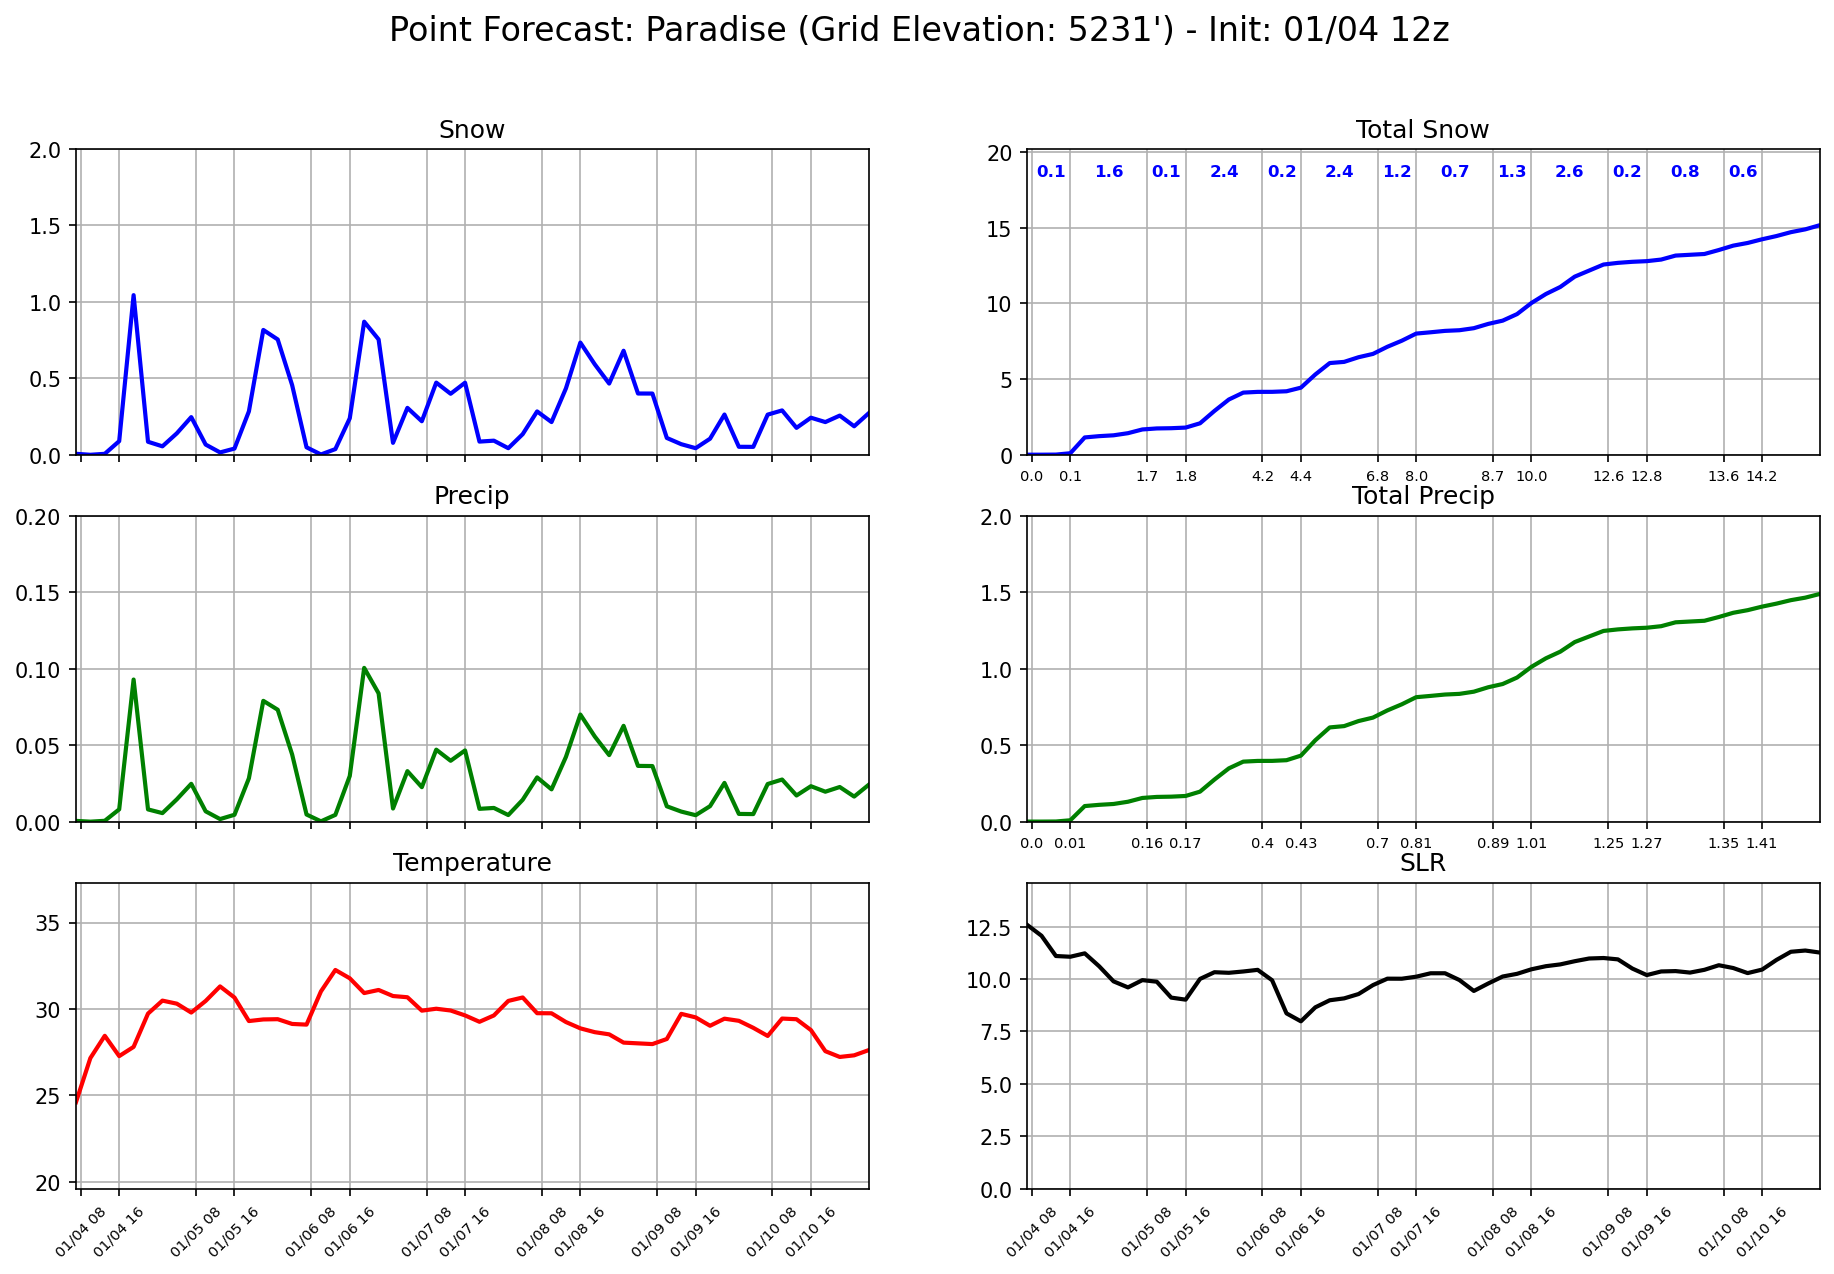 Point Forecast: Paradise (Grid Elevation: 5231') - Init: 01/04 12z
Snow
2.0
1.5
1.0
0.5
0.0
Total Snow
20
15
10
5
0
0.1 1.6 0.1 2.4 0.2 2.4 1.2 0.7 1.3 2.6 0.2 0.8 0.6
0.0 0.1 1.7 1.8 4.2 4.4 6.8 8.0 8.7 10.0 12.6 12.8 13.6 14.2
Precip
0.20
0.15
0.10
0.05
0.00
Total Precip
2.0
1.5
1.0
0.5
0.0
0.0 0.01 0.16 0.17 0.4 0.43 0.7 0.81 0.89 1.01 1.25 1.27 1.35 1.41
Temperature
35
30
25
20
01/04 08 01/04 16 01/05 08 01/05 16 01/06 08 01/06 16 01/07 08 01/07 16 01/08 08 01/08 16 01/09 08 01/09 16 01/10 08 01/10 16
SLR
12.5
10.0
7.5
5.0
2.5
0.0
01/04 08 01/04 16 01/05 08 01/05 16 01/06 08 01/06 16 01/07 08 01/07 16 01/08 08 01/08 16 01/09 08 01/09 16 01/10 08 01/10 16